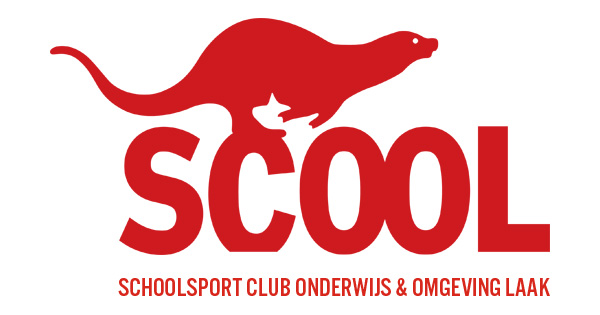 SCOOL
SCHOOLSPORT CLUB ONDERWIJS & OMGEVING LAAK